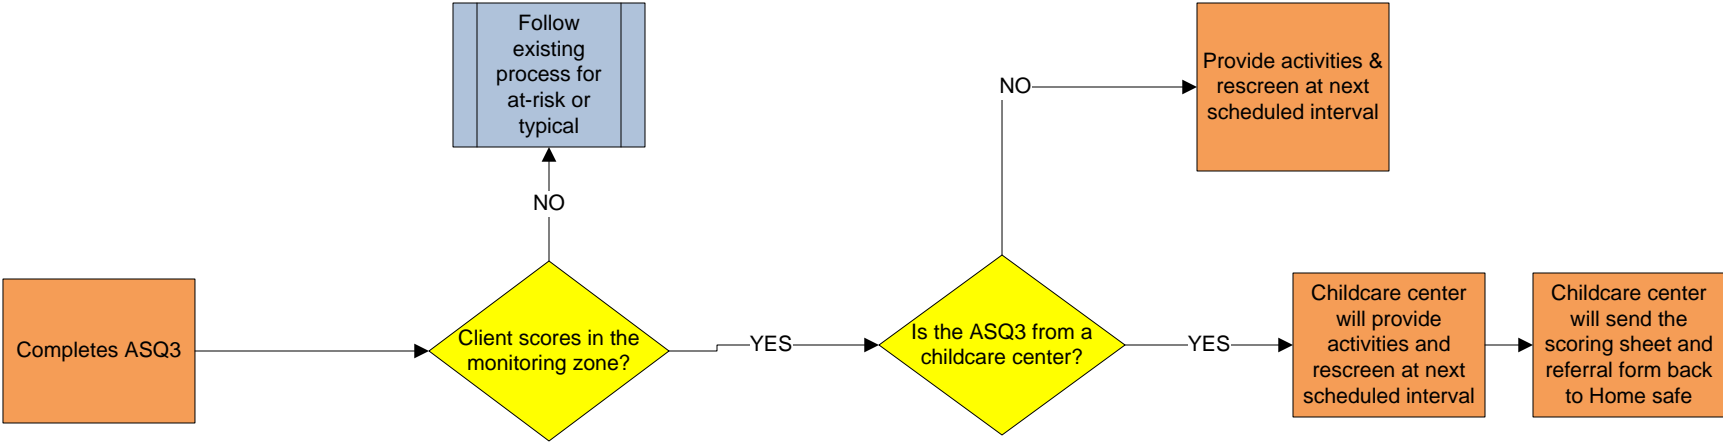 Completes ASQ3
Client scores in the
monitoring zone?
NO
Follow
existing
process for
at-risk or
typical
YES
Is the ASQ3 from a
childcare center?
NO
Provide activities &
rescreen at next
scheduled interval
YES
Childcare center
will provide
activities and
rescreen at next
scheduled interval
Childcare center
will send the
scoring sheet and
referral form back
to Home safe